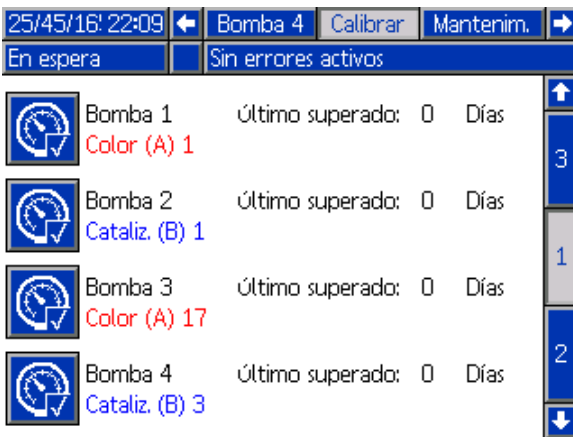 25/45/16! 22:09 Bomba 4 Calibrar Mantenim.
En espera Sin errores activos
Bomba 1 último superado: 0 Días
Color (A) 1
3
Bomba 2 último superado: 0 Días
Cataliz. (B) 1
1
Bomba 3 último superado: 0 Días
Color (A) 17
2
Bomba 4 último superado: 0 Días
Cataliz. (B) 3